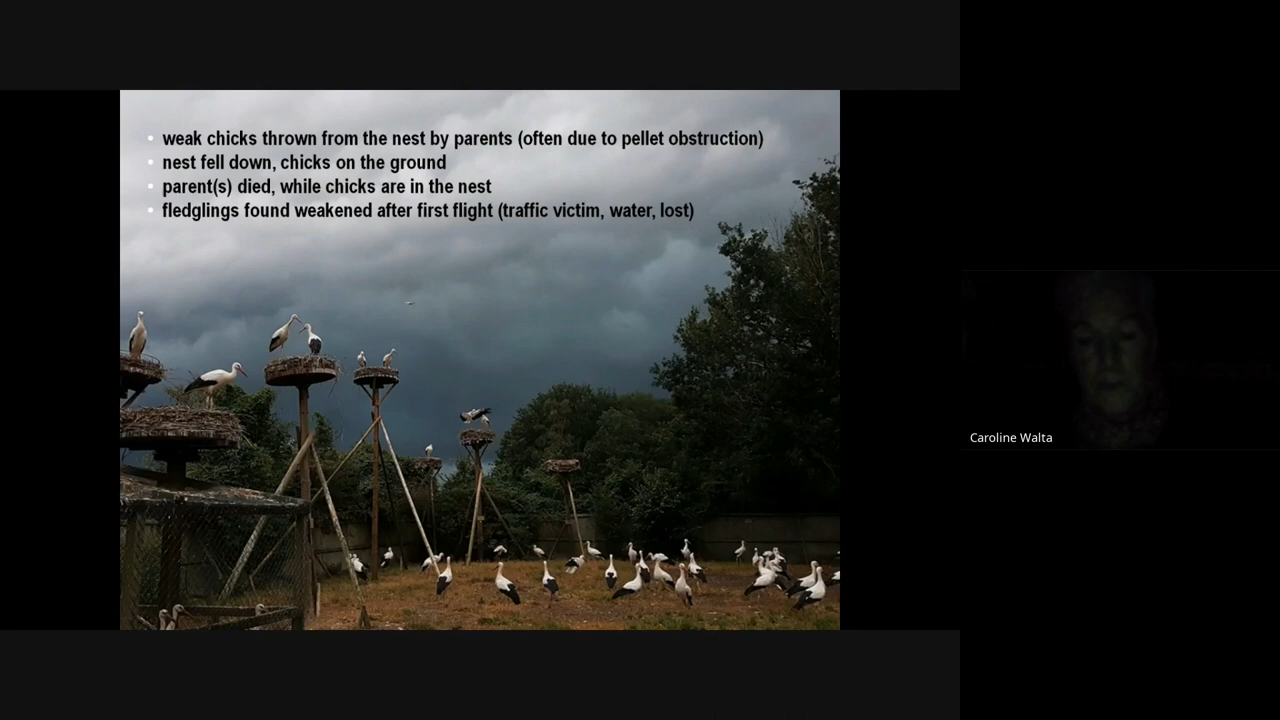 • weak chicks thrown from the nest by parents (often due to pellet obstruction)
• nest fell down, chicks on the ground
• parent(s) died, while chicks are in the nest
• fledglings found weakened after first flight (traffic victim, water, lost)
Caroline Walta